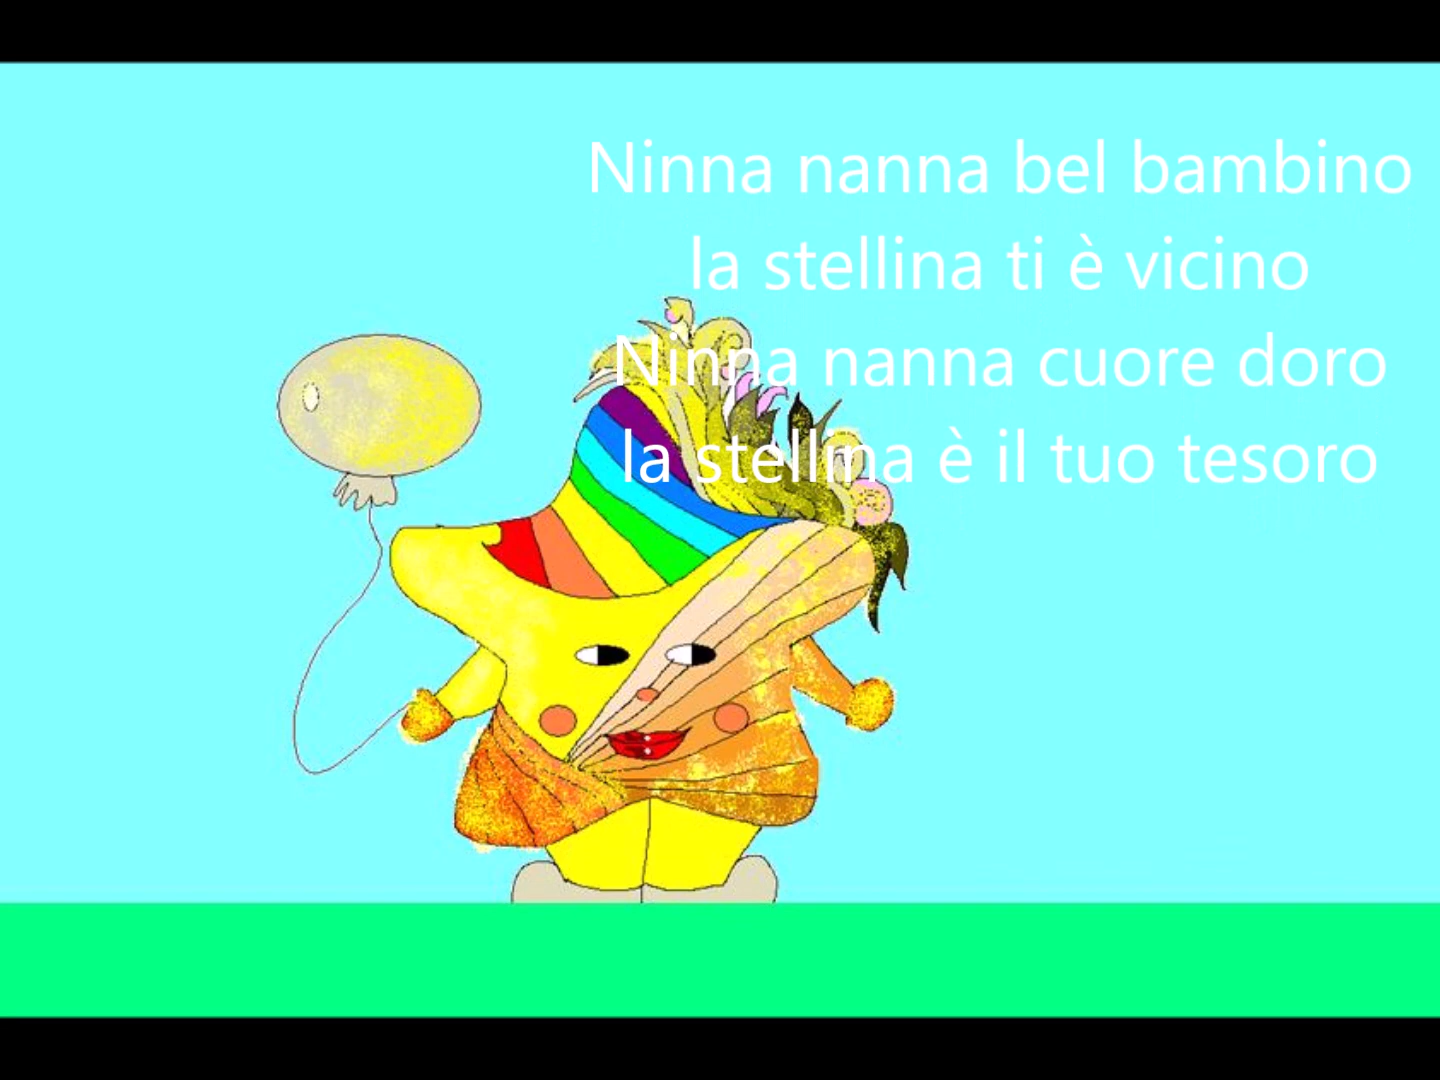 Ninna nanna bel bambino
la stellina ti è vicino
Ninna nanna cuore doro
la stellina è il tuo tesoro